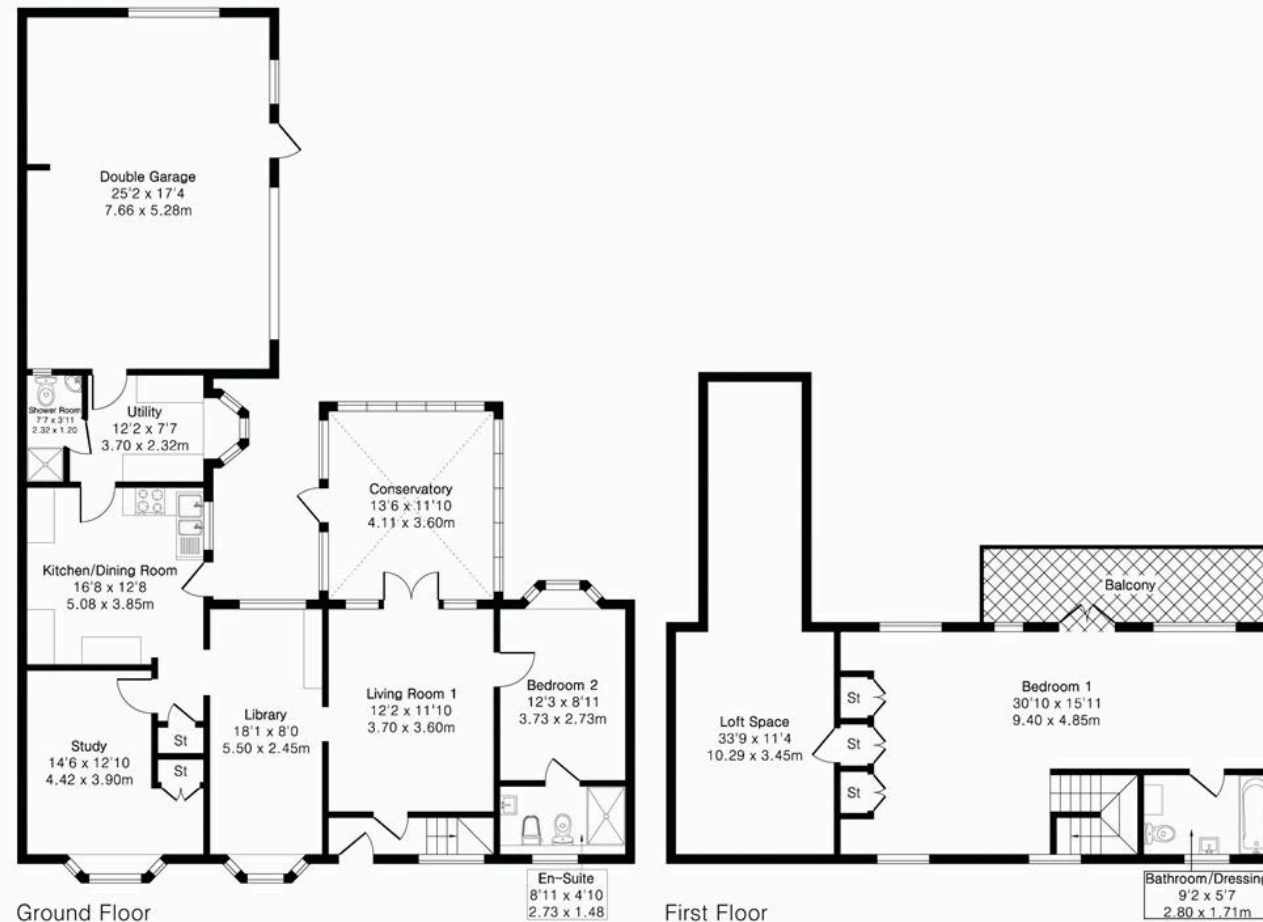 Double Garage
25'2 x 17'4
7.66 x 5.28m
Shower Room
7'7 x 3'11
2.32 x 1.20
Utility
12'2 x 7'7
3.70 x 2.32m
Conservatory
13'6 x 11'10
4.11 x 3.60m
Kitchen/Dining Room
16'8 x 12'8
5.08 x 3.85m
Living Room 1
12'2 x 11'10
3.70 x 3.60m
Bedroom 2
12'3 x 8'11
3.73 x 2.73m
Library
18'1 x 8'0
5.50 x 2.45m
St
St
Study
14'6 x 12'10
4.42 x 3.90m
En-Suite
8'11 x 4'10
2.73 x 1.48
Ground Floor
Balcony
Loft Space
33'9 x 11'4
10.29 x 3.45m
St
St
St
Bedroom 1
30'10 x 15'11
9.40 x 4.85m
Bathroom/Dressing
9'2 x 5'7
2.80 x 1.71m
First Floor